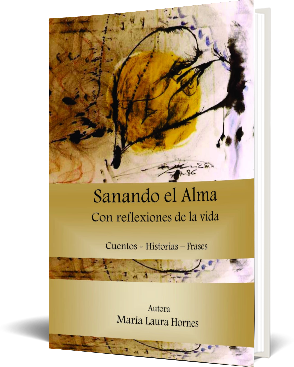 Sanando el Alma
Con reflexiones de la vida
Cuentos - Historias - Frases
Autora
María Laura Hornes